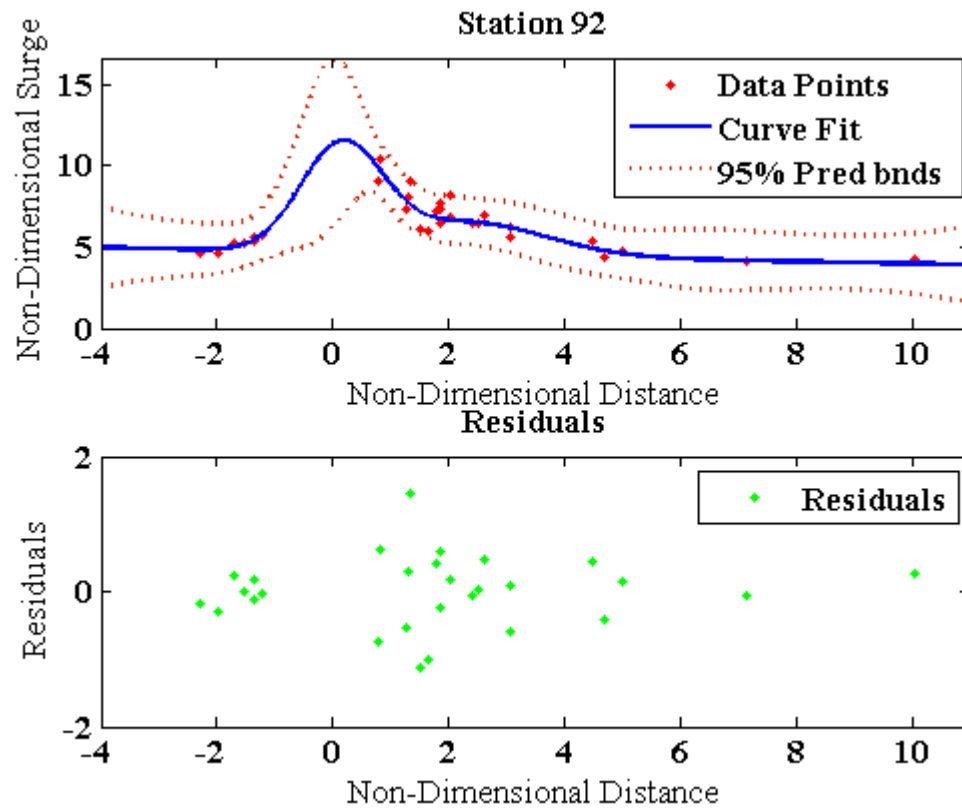 Station 92
Non-Dimensional Surge
15
10
5
0
Data Points
Curve Fit
95% Pred bnds
-4 -2 0 2 4 6 8 10
Non-Dimensional Distance
Residuals
Residuals
2
0
-2
Residuals
-4 -2 0 2 4 6 8 10
Non-Dimensional Distance